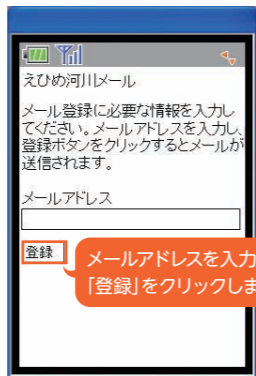 えひめ河川メール
メール登録に必要な情報を入力し
てください。メールアドレスを入力し、
登録ボタンをクリックするとメールが
送信されます。
メールアドレス
登録
メールアドレスを入力
「登録」をクリックしま